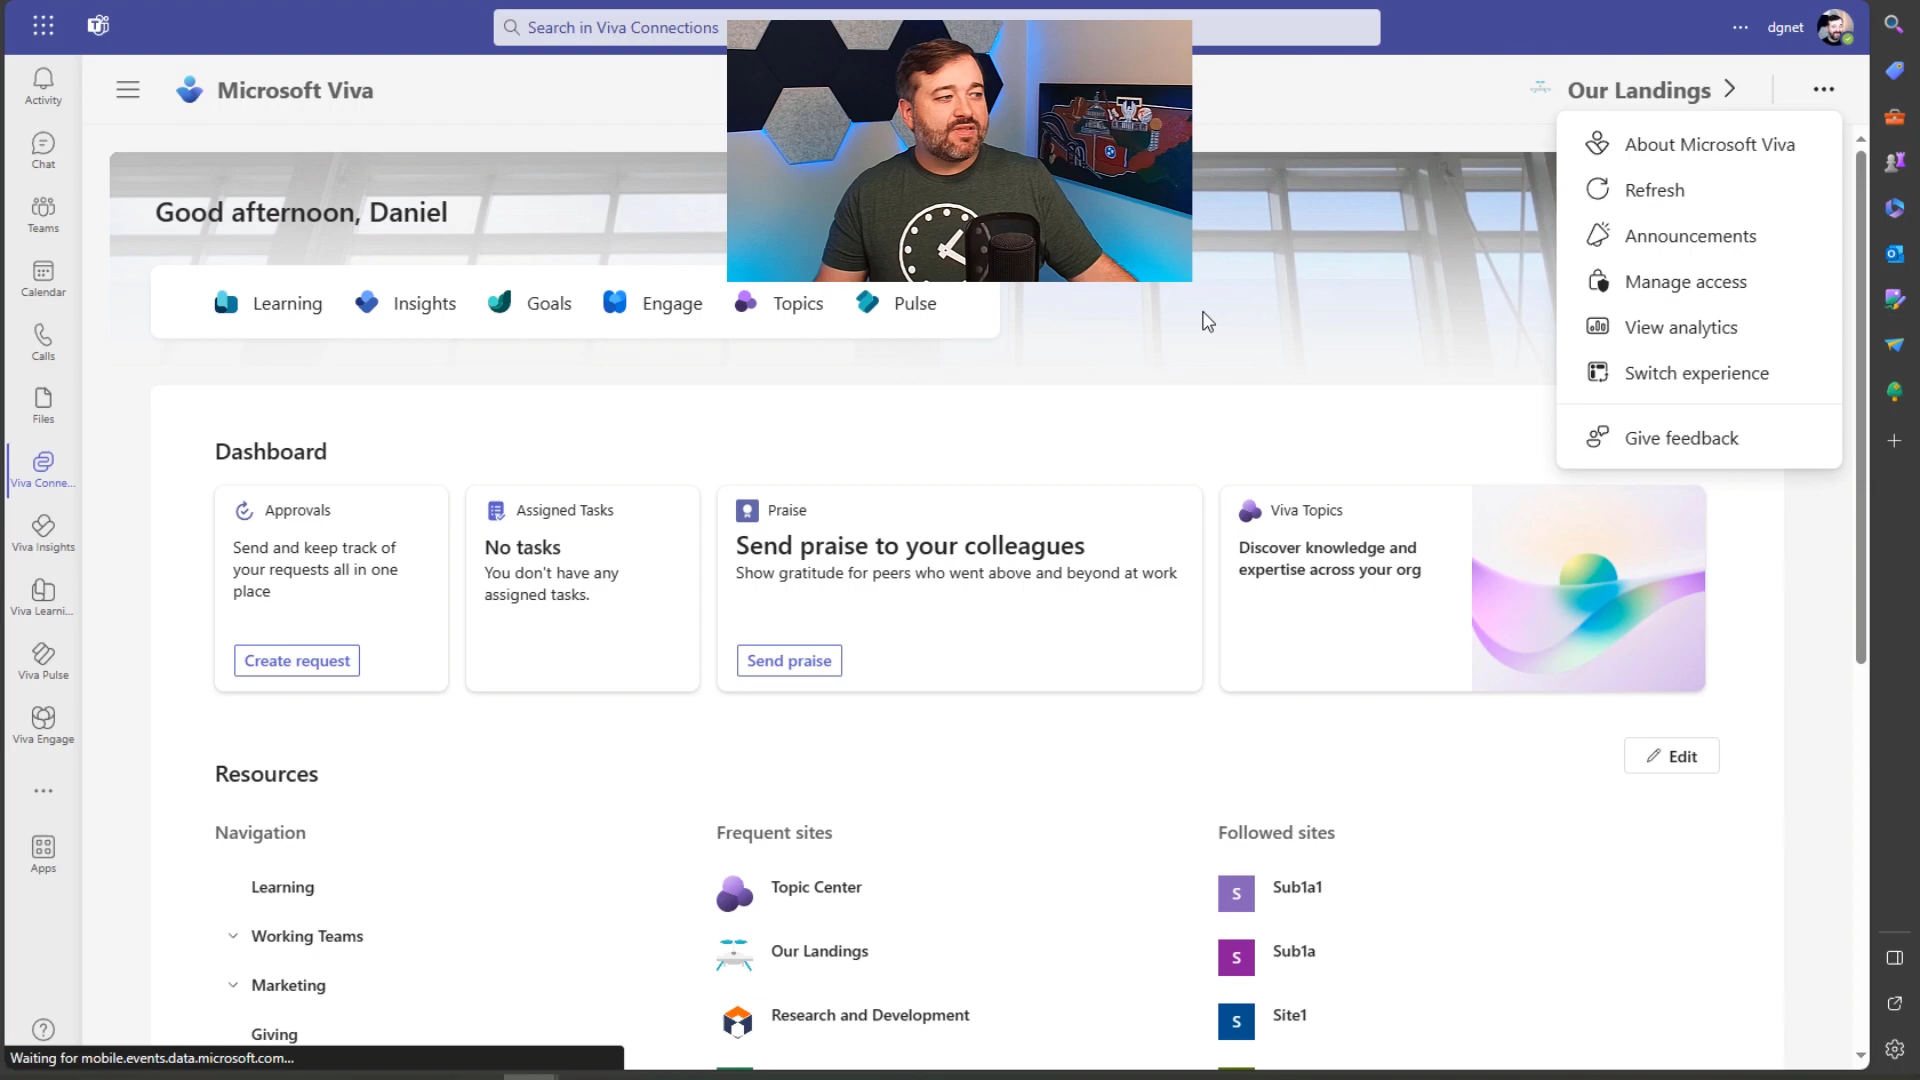 Search in Viva Connections
dgnet
Activity
Chat
Teams
Calendar
Calls
Files
Viva Conne...
Viva Insights
Viva Learni...
Viva Pulse
Viva Engage
Apps
Microsoft Viva
Our Landings
About Microsoft Viva
Refresh
Announcements
Manage access
View analytics
Switch experience
Give feedback
Good afternoon, Daniel
Learning Insights Goals Engage Topics Pulse
Dashboard
Approvals
Send and keep track of
your requests all in one
place
Create request
Assigned Tasks
No tasks
You don't have any
assigned tasks.
Praise
Send praise to your colleagues
Show gratitude for peers who went above and beyond at work
Send praise
Viva Topics
Discover knowledge and
expertise across your org
Edit
Resources
Navigation
Learning
Working Teams
Marketing
Giving
Frequent sites
Topic Center
Our Landings
Research and Development
Followed sites
S Sub1a1
S Sub1a
S Site1
Waiting for mobile.events.data.microsoft.com...